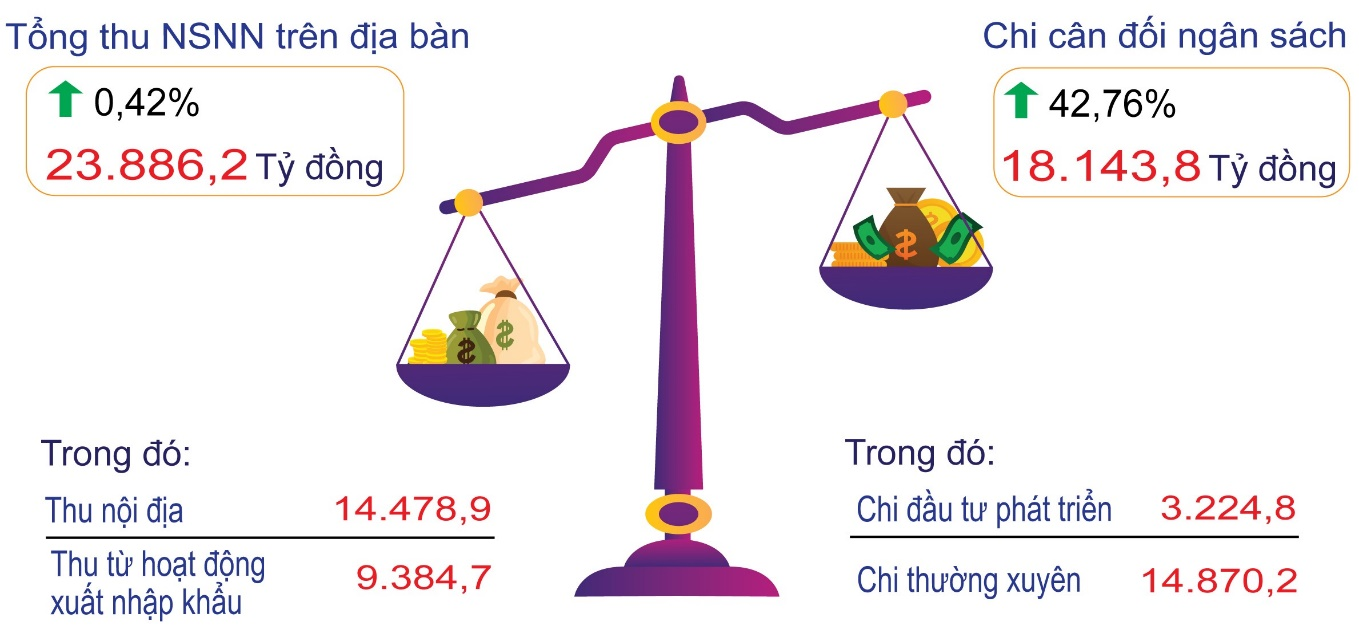 Tổng thu NSNN trên địa bàn
0,42%
23.886,2 Tỷ đồng
Chi cân đối ngân sách
42,76%
18.143,8 Tỷ đồng
Trong đó:
Thu nội địa 14.478,9
Thu từ hoạt động
xuất nhập khẩu 9.384,7
Trong đó:
Chi đầu tư phát triển 3.224,8
Chi thường xuyên 14.870,2